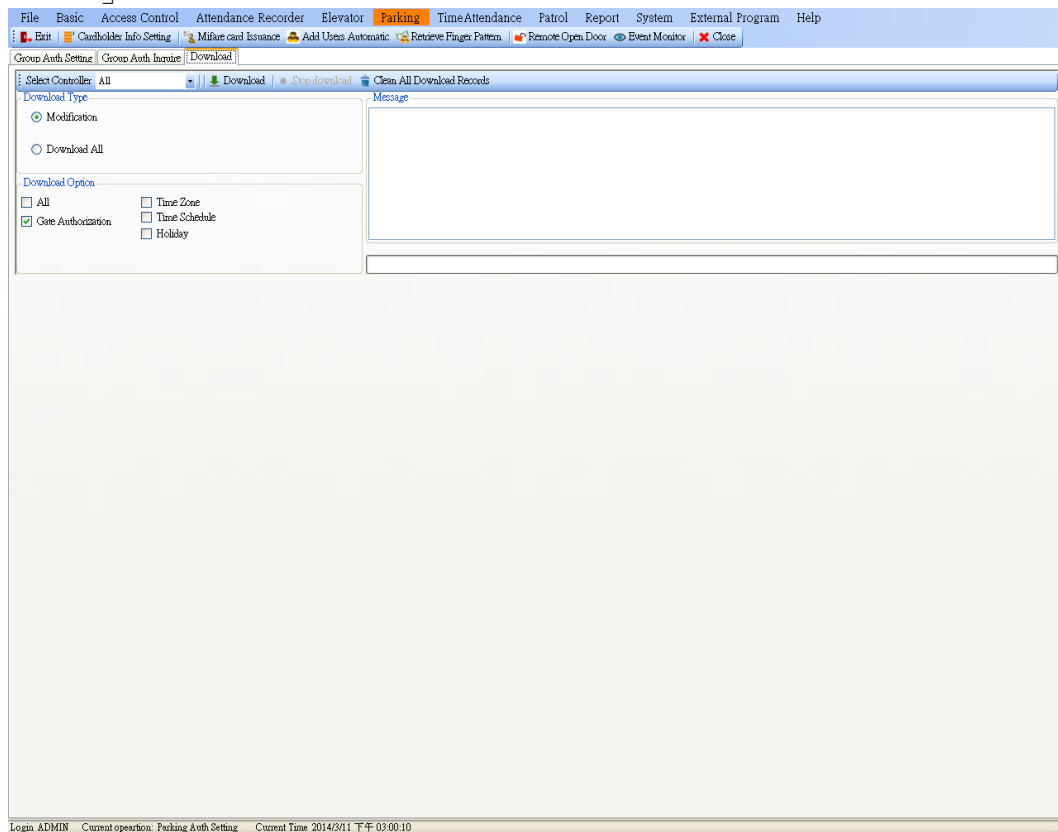 File Basic Access Control Attendance Recorder Elevator Parking TimeAttendance Patrol Report System External Program Help
Exit Cardholder Info Setting Mifare card Issuance Add Users Automatic Retrieve Finger Pattern Remote Open Door Event Monitor Close
Group Auth Setting Group Auth Inquire Download
Select Controller All Download Stop download Clean All Download Records
Download Type Message
Modification
Download All
Download Option
All Time Zone
Gate Authorization Time Schedule
Holiday
Login ADMIN Current opeartion: Parking Auth Setting Current Time 2014/3/11 下午 03:00:10